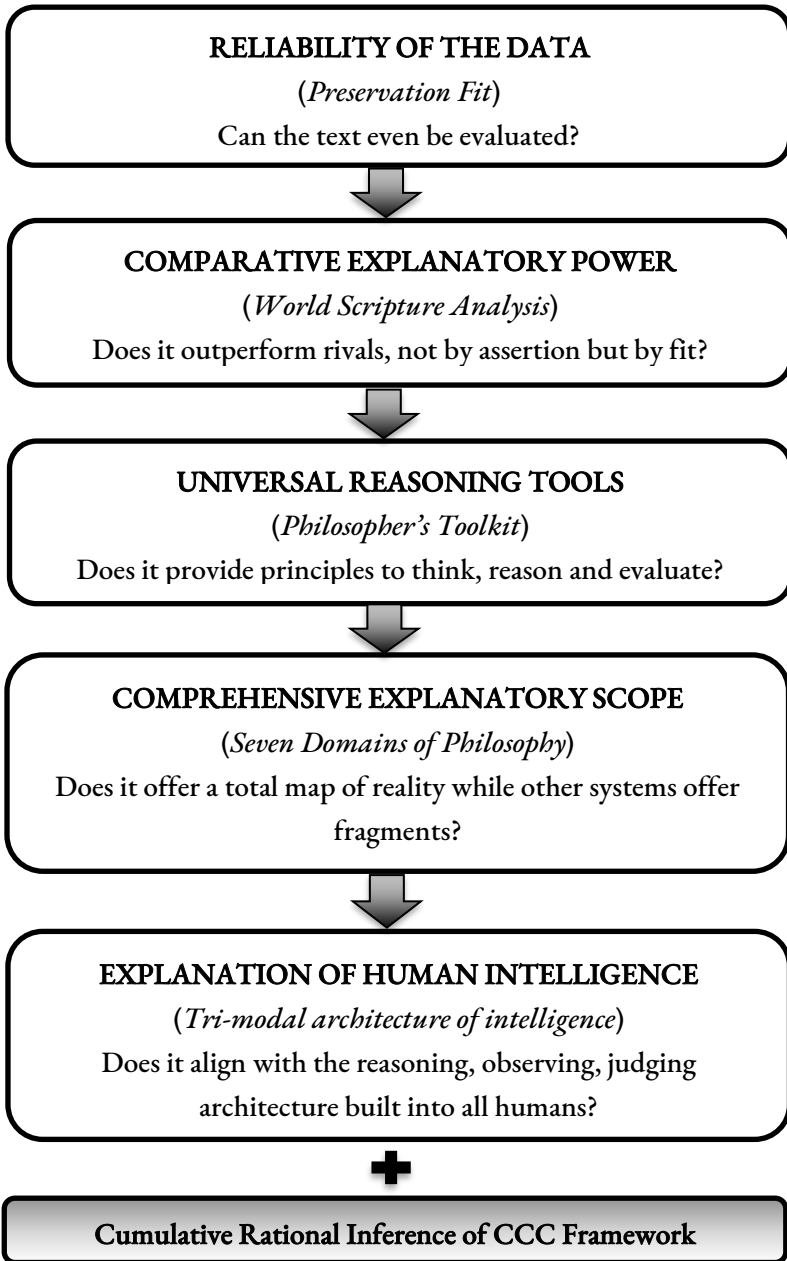 RELIABILITY OF THE DATA
(Preservation Fit)
Can the text even be evaluated?
COMPARATIVE EXPLANATORY POWER
(World Scripture Analysis)
Does it outperform rivals, not by assertion but by fit?
UNIVERSAL REASONING TOOLS
(Philosopher’s Toolkit)
Does it provide principles to think, reason and evaluate?
COMPREHENSIVE EXPLANATORY SCOPE
(Seven Domains of Philosophy)
Does it offer a total map of reality while other systems offer
fragments?
EXPLANATION OF HUMAN INTELLIGENCE
(Tri-modal architecture of intelligence)
Does it align with the reasoning, observing, judging
architecture built into all humans?
Cumulative Rational Inference of CCC Framework